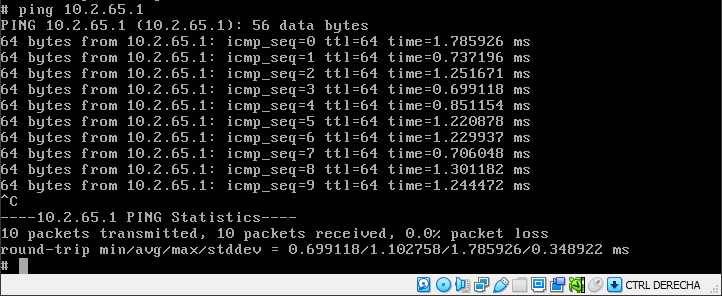 # ping 10.2.65.1
PING 10.2.65.1 (10.2.65.1): 56 data bytes
64 bytes from 10.2.65.1: icmp_seq=0 ttl=64 time=1.785926 ms
64 bytes from 10.2.65.1: icmp_seq=1 ttl=64 time=0.737196 ms
64 bytes from 10.2.65.1: icmp_seq=2 ttl=64 time=1.251671 ms
64 bytes from 10.2.65.1: icmp_seq=3 ttl=64 time=0.699118 ms
64 bytes from 10.2.65.1: icmp_seq=4 ttl=64 time=0.851154 ms
64 bytes from 10.2.65.1: icmp_seq=5 ttl=64 time=1.220878 ms
64 bytes from 10.2.65.1: icmp_seq=6 ttl=64 time=1.229937 ms
64 bytes from 10.2.65.1: icmp_seq=7 ttl=64 time=0.706048 ms
64 bytes from 10.2.65.1: icmp_seq=8 ttl=64 time=1.301182 ms
64 bytes from 10.2.65.1: icmp_seq=9 ttl=64 time=1.244472 ms
^C
----10.2.65.1 PING Statistics----
10 packets transmitted, 10 packets received, 0.0% packet loss
round-trip min/avg/max/stddev = 0.699118/1.102758/1.785926/0.348922 ms
#
CTRL DERECHA